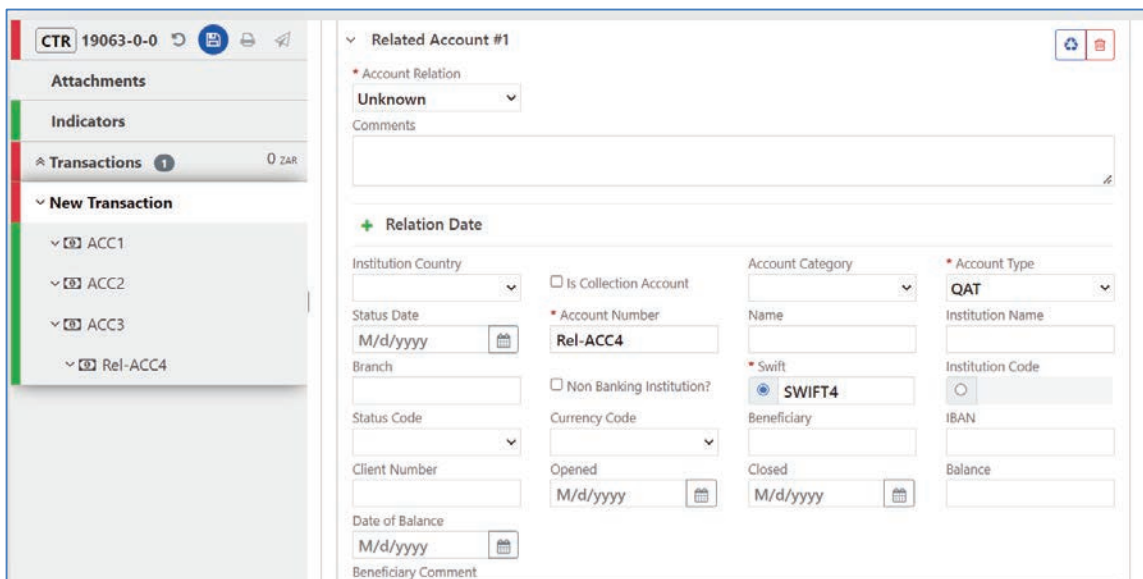 CTR 19063-0-0
Attachments
Indicators
Transactions 1 0 ZAR
New Transaction
ACC1
ACC2
ACC3
Rel-ACC4
Related Account #1
* Account Relation
Unknown
Comments
+ Relation Date
Institution Country
Is Collection Account
Account Category
* Account Type
QAT
Status Date
M/d/yyyy
* Account Number
Rel-ACC4
Name
Institution Name
Branch
Non Banking Institution?
* Swift
SWIFT4
Institution Code
Status Code
Currency Code
Beneficiary
IBAN
Client Number
Opened
M/d/yyyy
Closed
M/d/yyyy
Balance
Date of Balance
M/d/yyyy
Beneficiary Comment